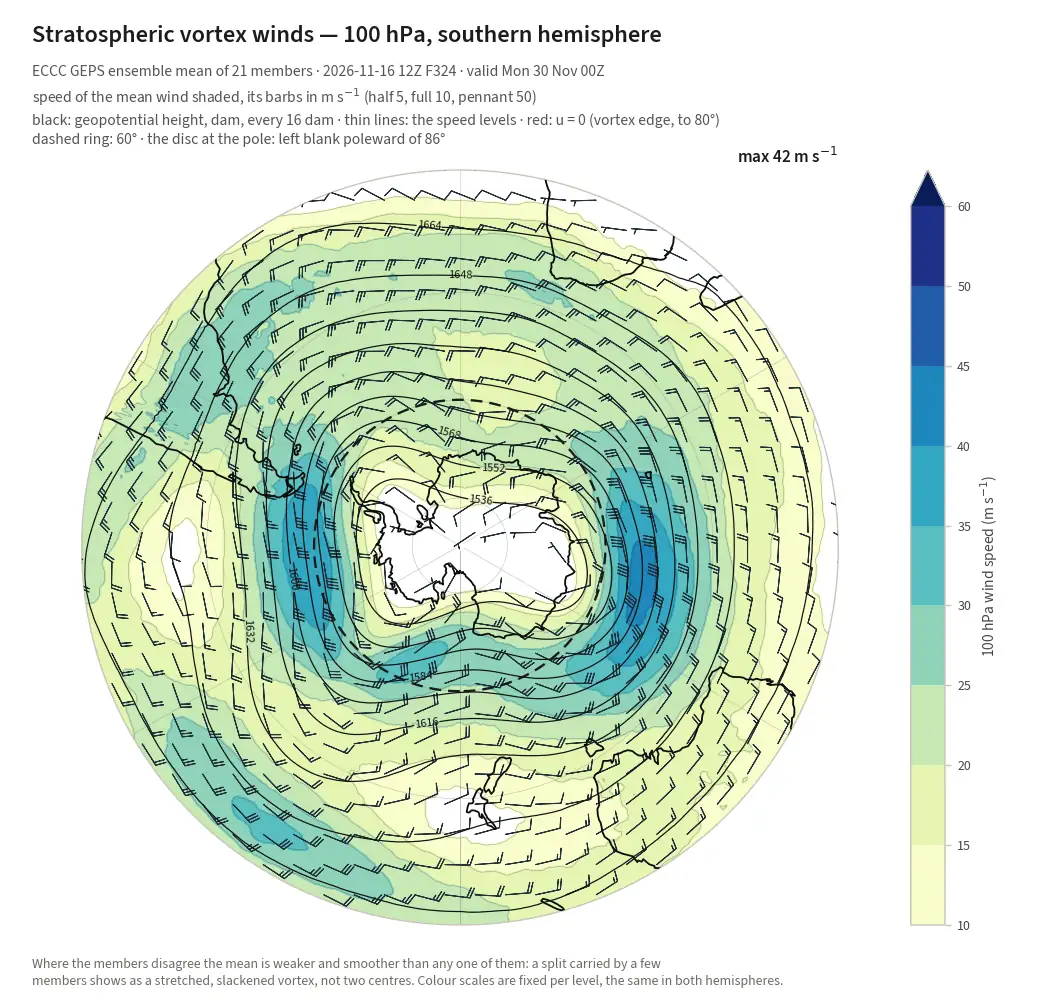 Stratospheric vortex winds — 100 hPa, southern hemisphere
ECCC GEPS ensemble mean of 21 members · 2026-11-16 12Z F324 · valid Mon 30 Nov 00Z
speed of the mean wind shaded, its barbs in m s⁻¹ (half 5, full 10, pennant 50)
black: geopotential height, dam, every 16 dam · thin lines: the speed levels · red: u = 0 (vortex edge, to 80°)
dashed ring: 60° · the disc at the pole: left blank poleward of 86°
max 42 m s⁻¹
1664
1648
1568
1552
1536
1600
1632
1584
1616
60
50
45
40
35
30
25
20
15
10
100 hPa wind speed (m s⁻¹)
Where the members disagree the mean is weaker and smoother than any one of them: a split carried by a few
members shows as a stretched, slackened vortex, not two centres. Colour scales are fixed per level, the same in both hemispheres.